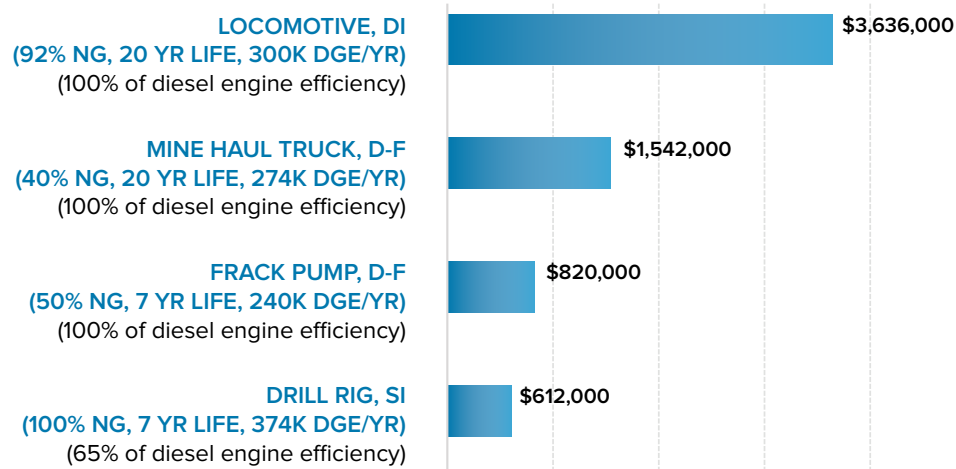 LOCOMOTIVE, DI
(92% NG, 20 YR LIFE, 300K DGE/YR)
(100% of diesel engine efficiency)
$3,636,000
MINE HAUL TRUCK, D-F
(40% NG, 20 YR LIFE, 274K DGE/YR)
(100% of diesel engine efficiency)
$1,542,000
FRACK PUMP, D-F
(50% NG, 7 YR LIFE, 240K DGE/YR)
(100% of diesel engine efficiency)
$820,000
DRILL RIG, SI
(100% NG, 7 YR LIFE, 374K DGE/YR)
(65% of diesel engine efficiency)
$612,000